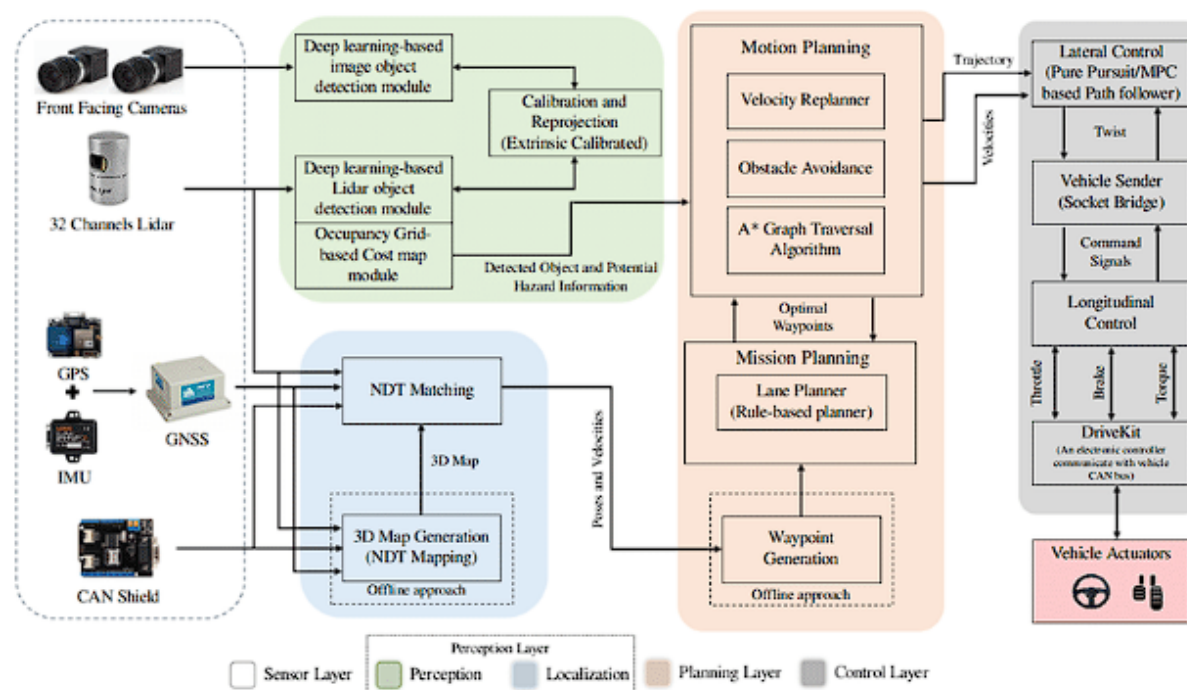 Front Facing Cameras
32 Channels Lidar
GPS
+
IMU
GNSS
CAN Shield
Deep learning-based
image object
detection module
Calibration and
Reprojection
(Extrinsic Calibrated)
Deep learning-based
Lidar object
detection module
Occupancy Grid-
based Cost map
module
Detected Object and Potential
Hazard Information
NDT Matching
3D Map
3D Map Generation
(NDT Mapping)
Offline approach
Poses and Velocities
Motion Planning
Velocity Replanner
Obstacle Avoidance
A* Graph Traversal
Algorithm
Optimal
Waypoints
Mission Planning
Lane Planner
(Rule-based planner)
Waypoint
Generation
Offline approach
Trajectory
Velocities
Lateral Control
(Pure Pursuit/MPC
based Path follower)
Twist
Vehicle Sender
(Socket Bridge)
Command
Signals
Longitudinal
Control
Throttle
Brake
Torque
DriveKit
(An electronic controller
communicate with vehicle
CAN bus)
Vehicle Actuators
Perception Layer
Sensor Layer
Perception
Localization
Planning Layer
Control Layer